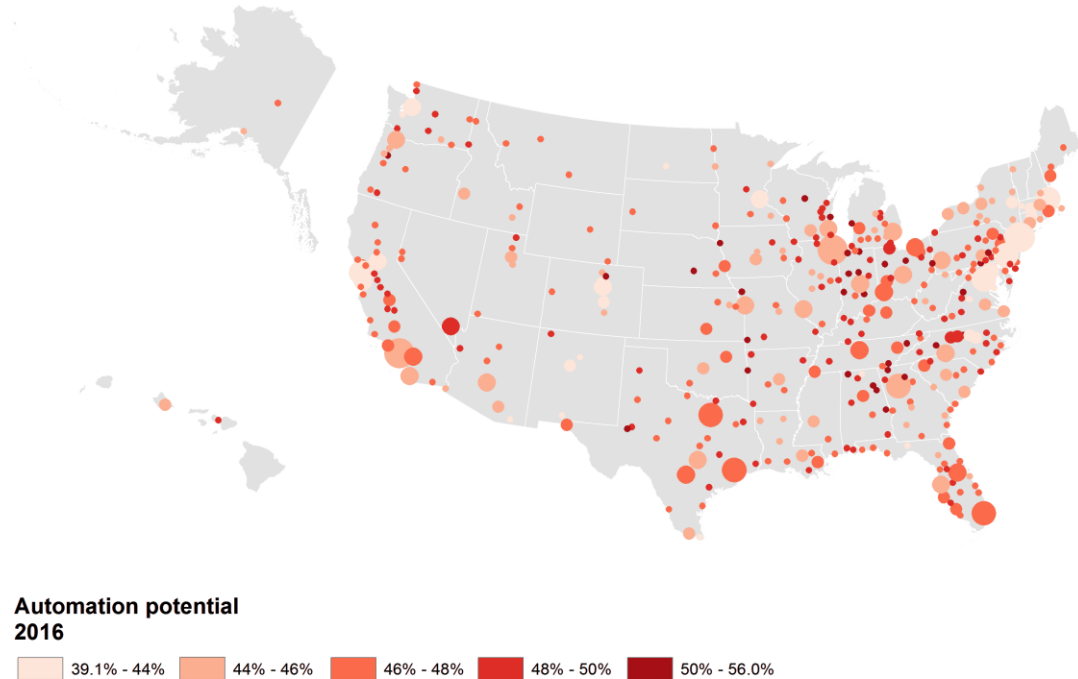 Automation potential
2016
39.1% - 44% 44% - 46% 46% - 48% 48% - 50% 50% - 56.0%